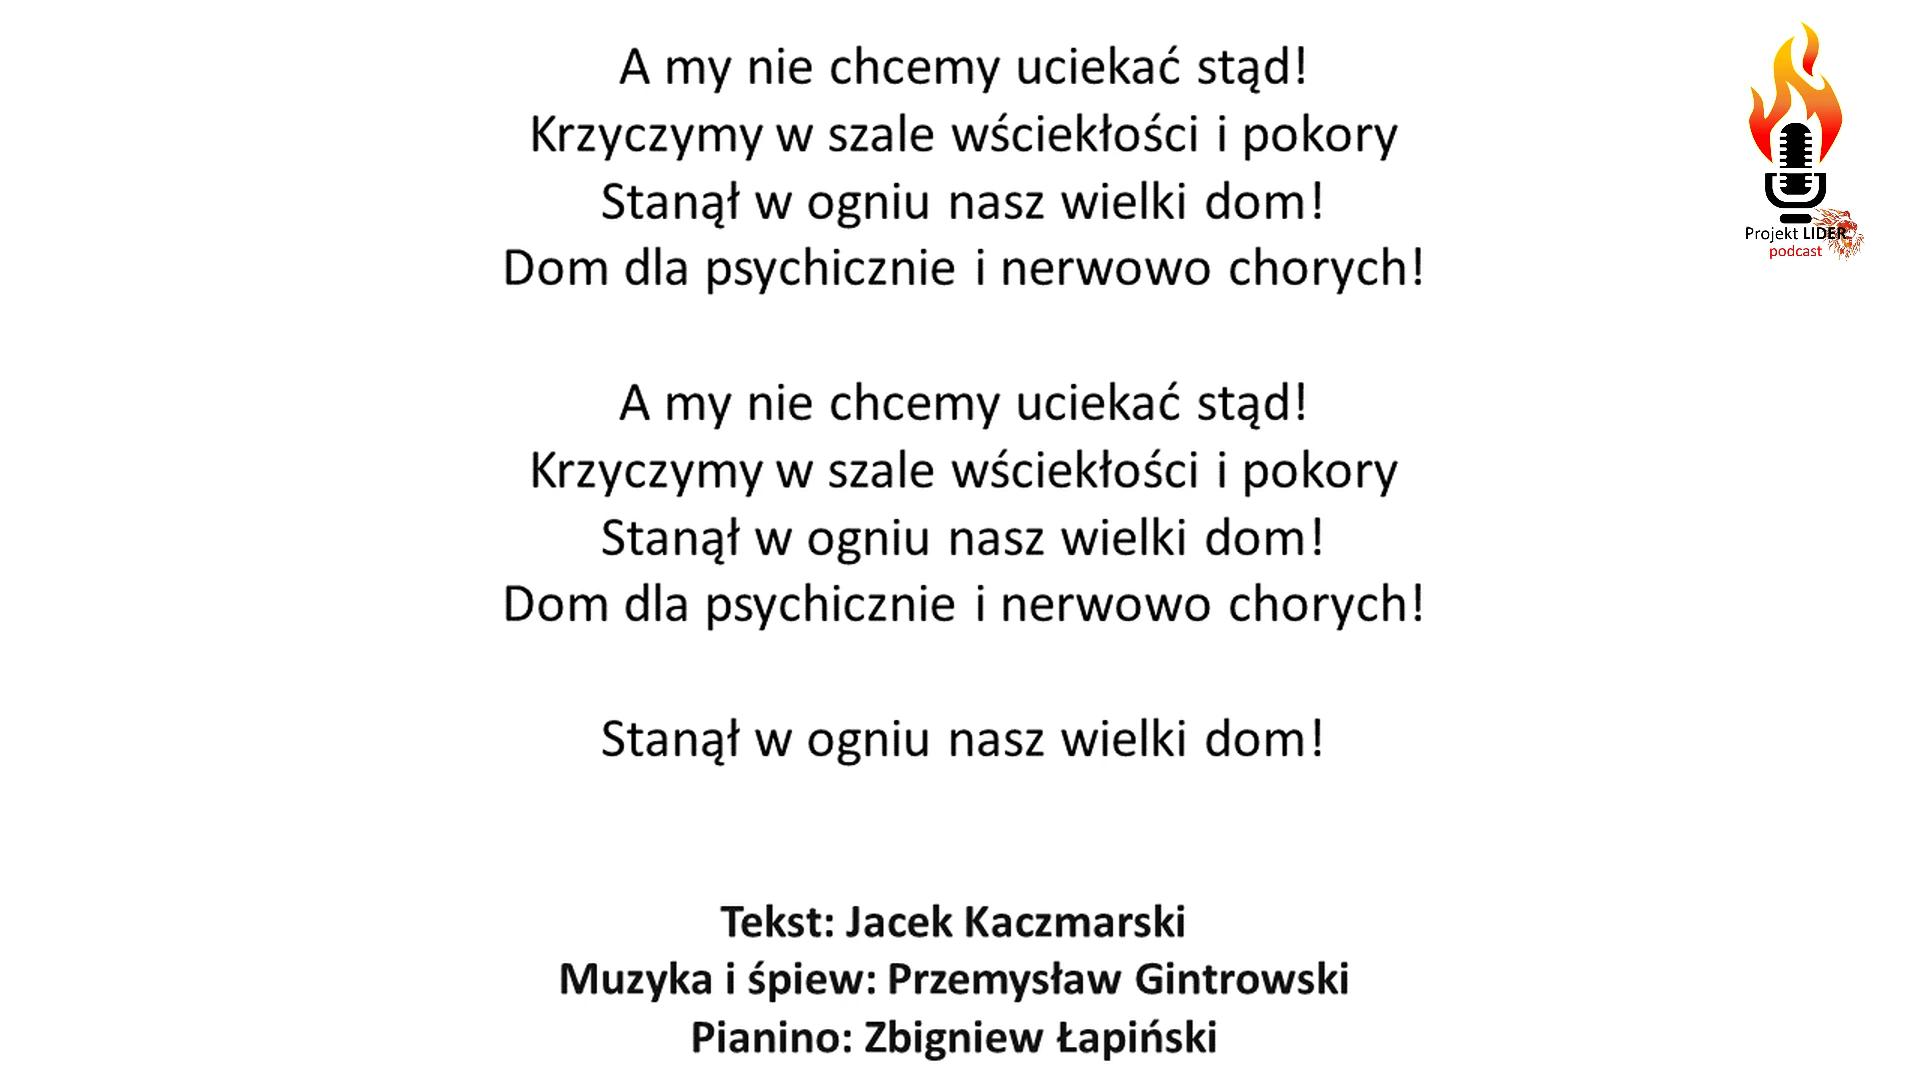 A my nie chcemy uciekać stąd!
Krzyczymy w szale wściekłości i pokory
Stanął w ogniu nasz wielki dom!
Dom dla psychicznie i nerwowo chorych!
A my nie chcemy uciekać stąd!
Krzyczymy w szale wściekłości i pokory
Stanął w ogniu nasz wielki dom!
Dom dla psychicznie i nerwowo chorych!
Stanął w ogniu nasz wielki dom!
Tekst: Jacek Kaczmarski
Muzyka i śpiew: Przemysław Gintrowski
Pianino: Zbigniew Łapiński
Projekt LIDER
podcast